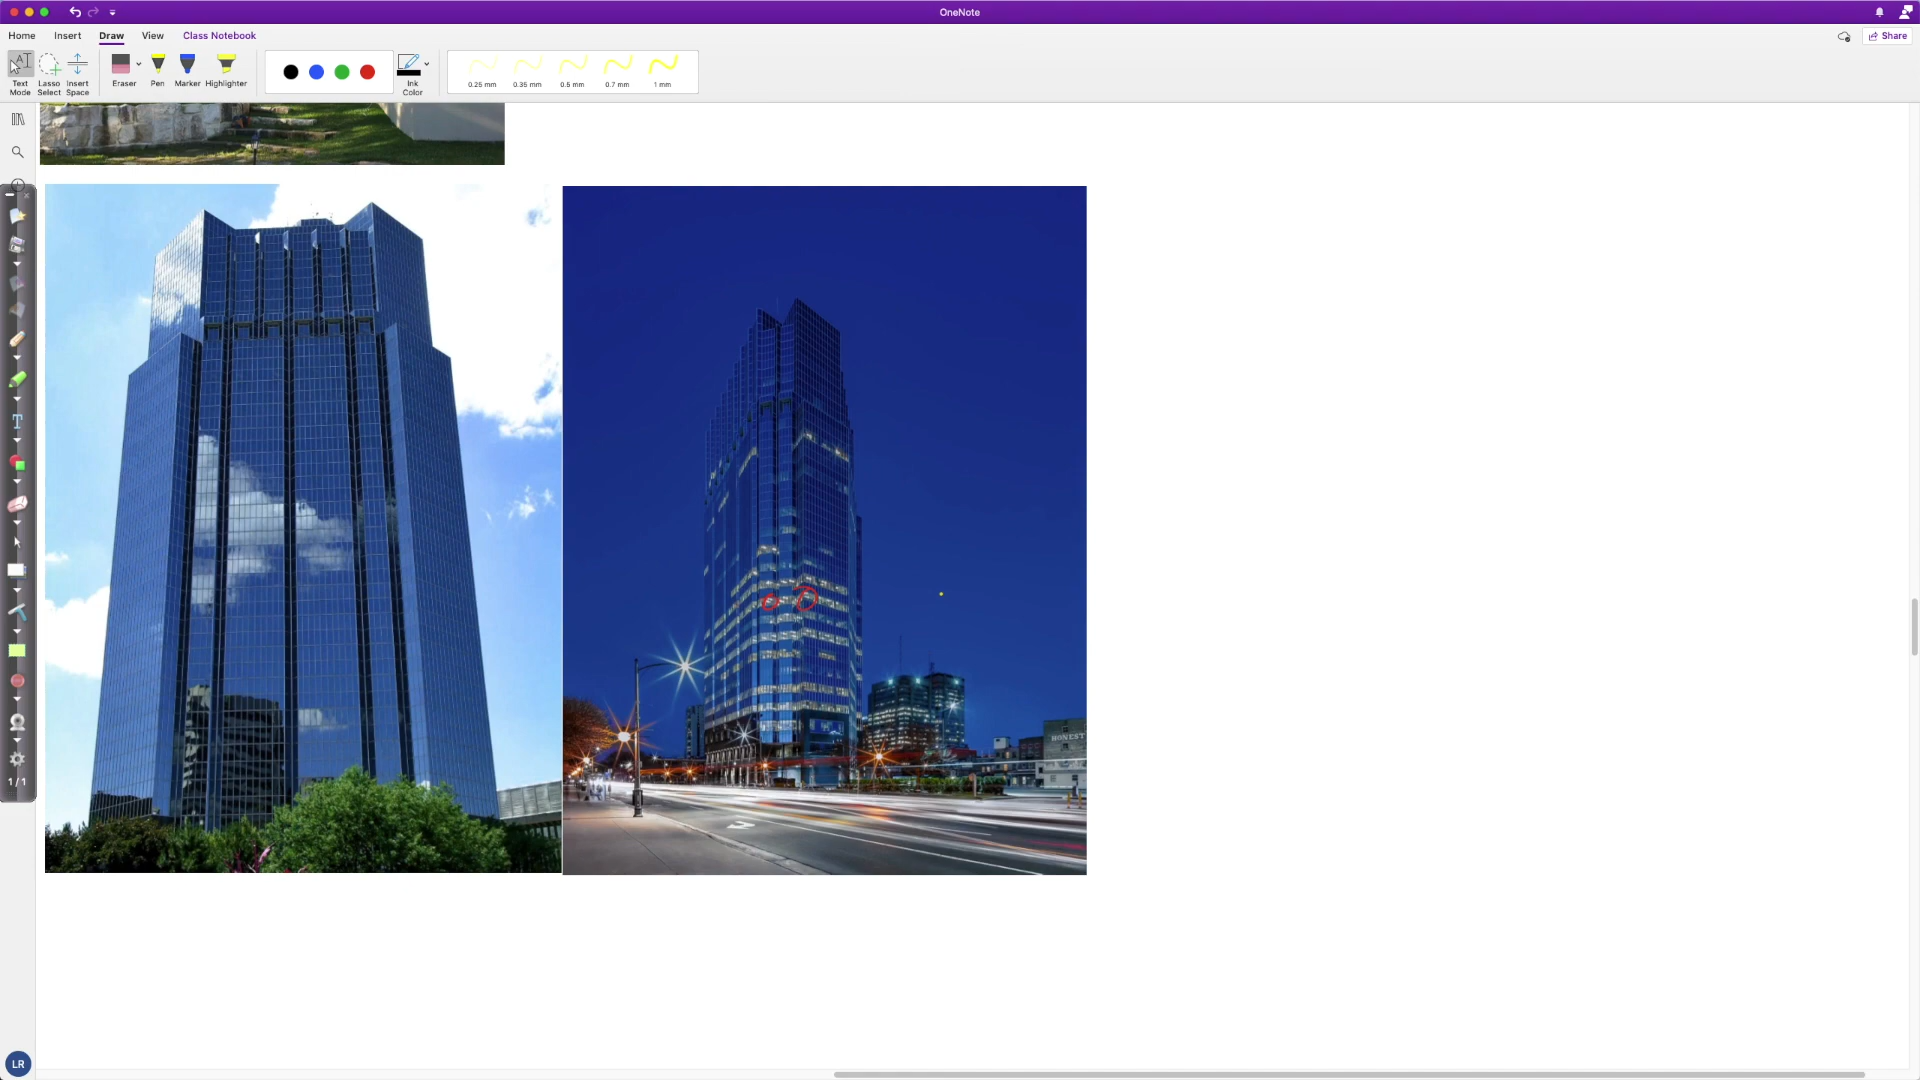 OneNote
Home Insert Draw View Class Notebook
Share
Text Mode
Lasso Select
Insert Space
Eraser
Pen
Marker
Highlighter
Ink Color
0.25 mm
0.35 mm
0.5 mm
0.7 mm
1 mm
HONEST
1/1
LR